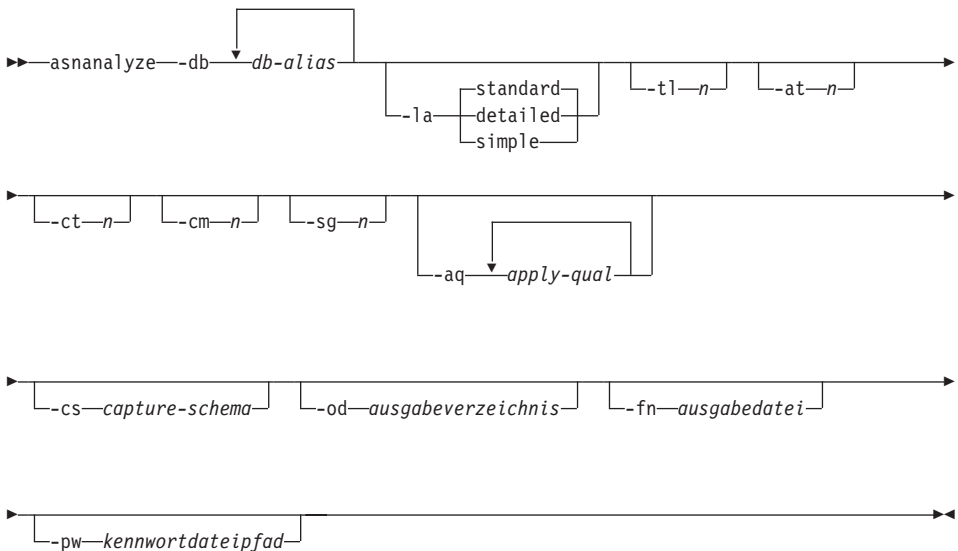 asnanalyze -db db-alias
-la standard
detailed
simple
-tl n
-at n
-ct n -cm n -sg n
-aq apply-qual
-cs capture-schema -od ausgabeverzeichnis -fn ausgabedatei
-pw kennwortdateipfad